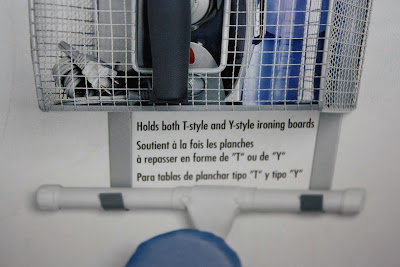 Holds both T-style and Y-style ironing boards
Soutient à la fois les planches
à repasser en forme de "T" ou de "Y"
Para tablas de planchar tipo "T" y tipo "Y"